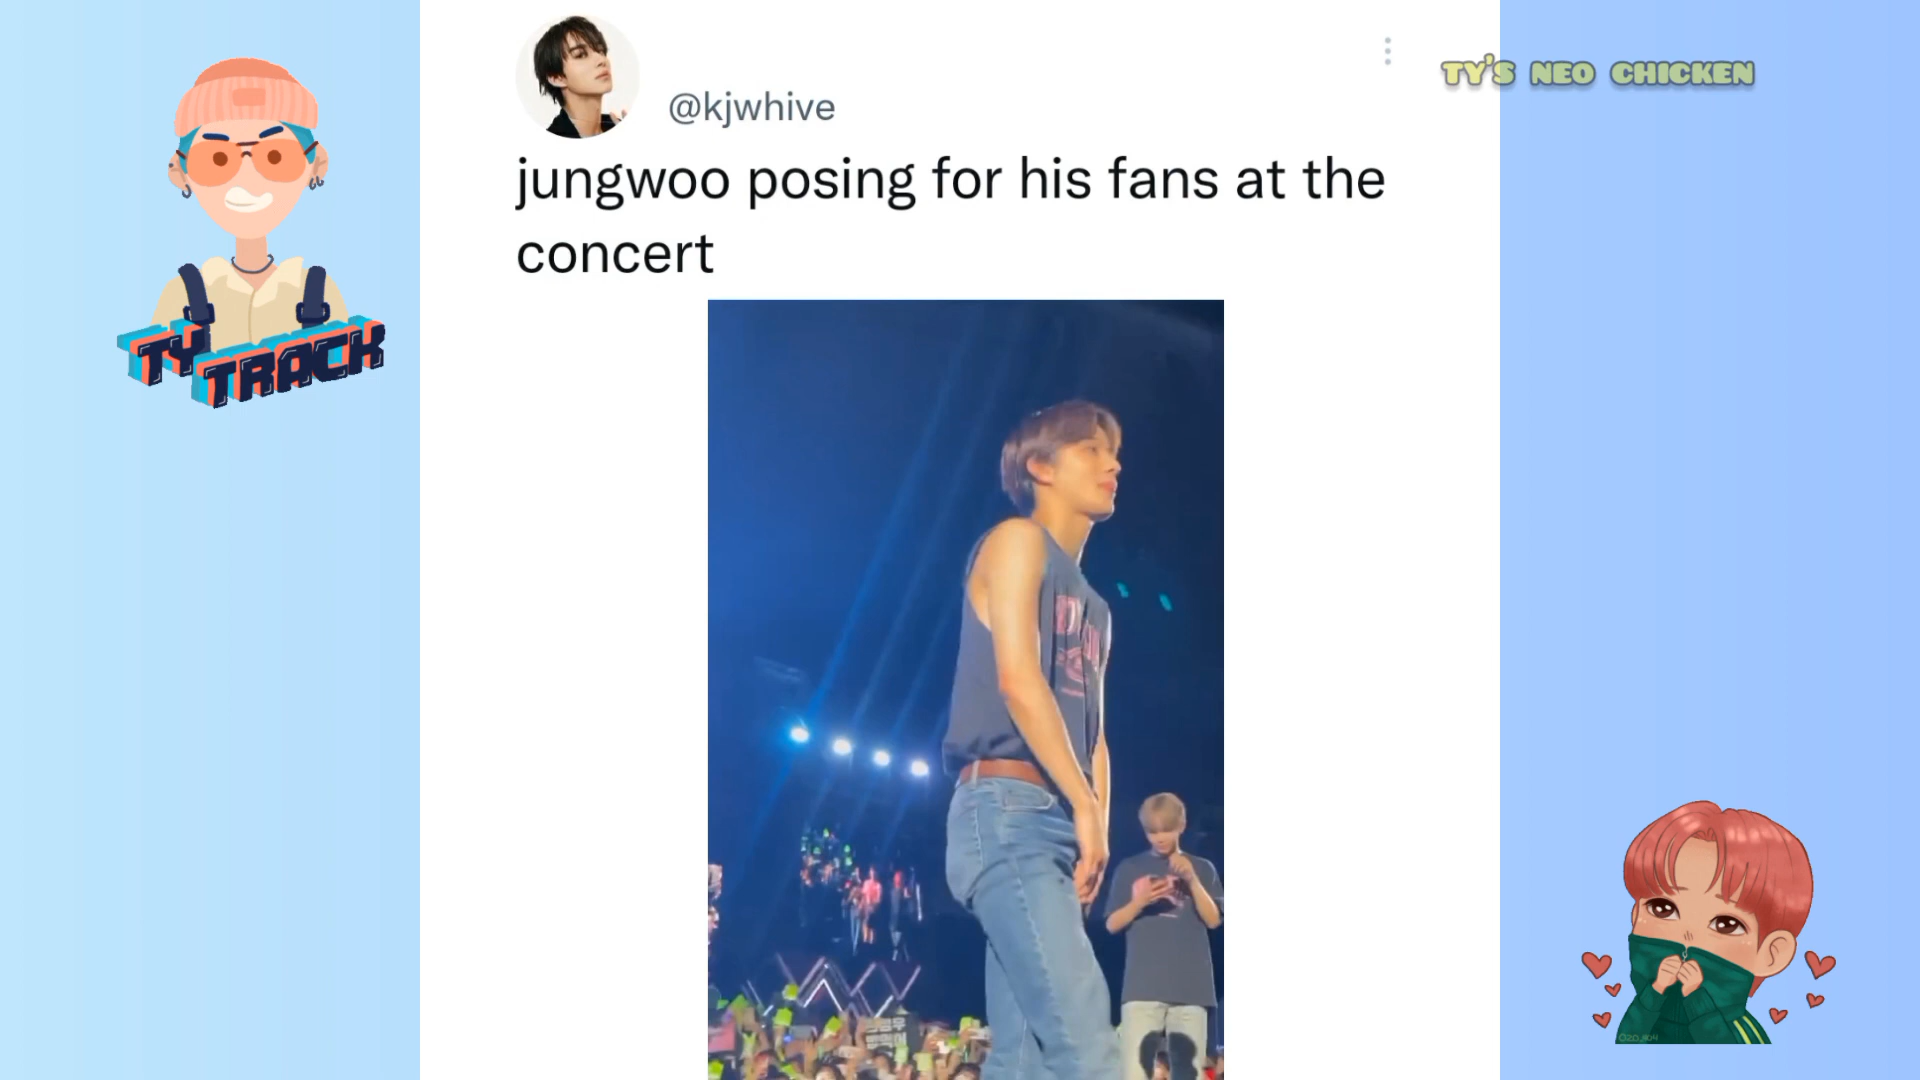 TY'S NEO CHICKEN
@kjwhive
jungwoo posing for his fans at the
concert
TY
TRACK